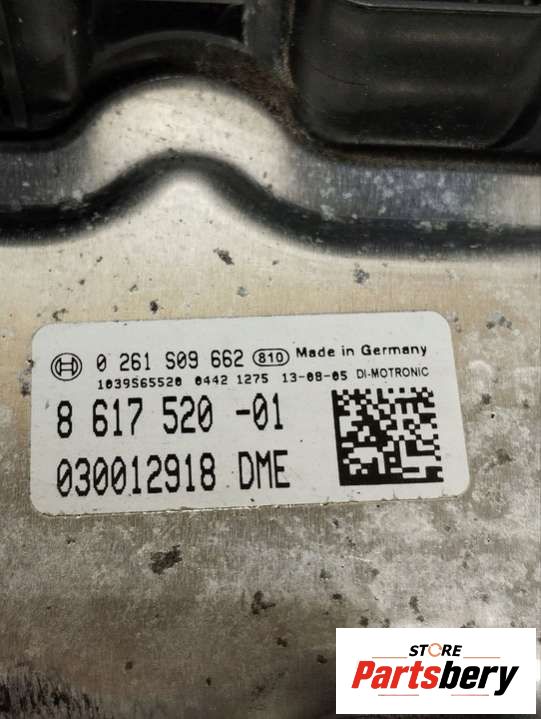 0 261 S09 662 810 Made in Germany
1039S65520 0442 1275 13-08-05 DI-MOTRONIC
8 617 520 -01
030012918 DME
STORE
Partsbery